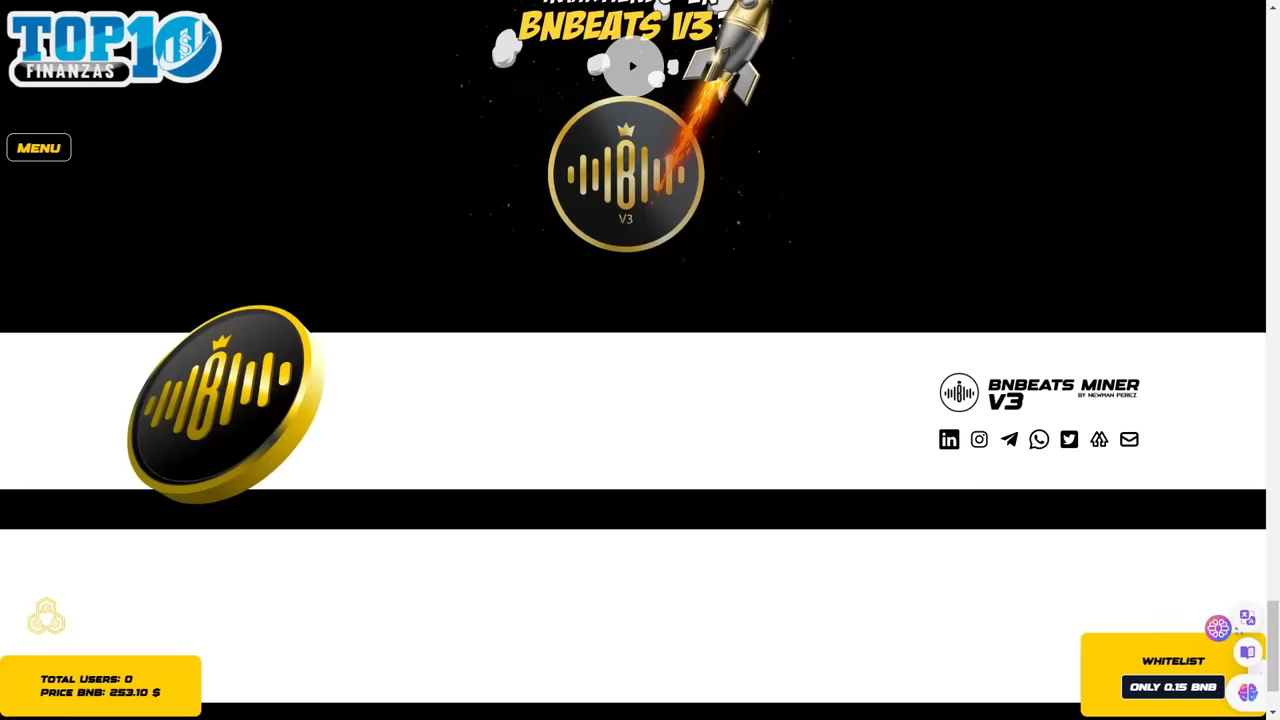 TOP10
FINANZAS
BNBEATS V3
MENU
V3
BNBEATS MINER
V3
BY NEWMAN PEREZ
TOTAL USERS: 0
PRICE BNB: 253.10 $
WHITELIST
ONLY 0.15 BNB